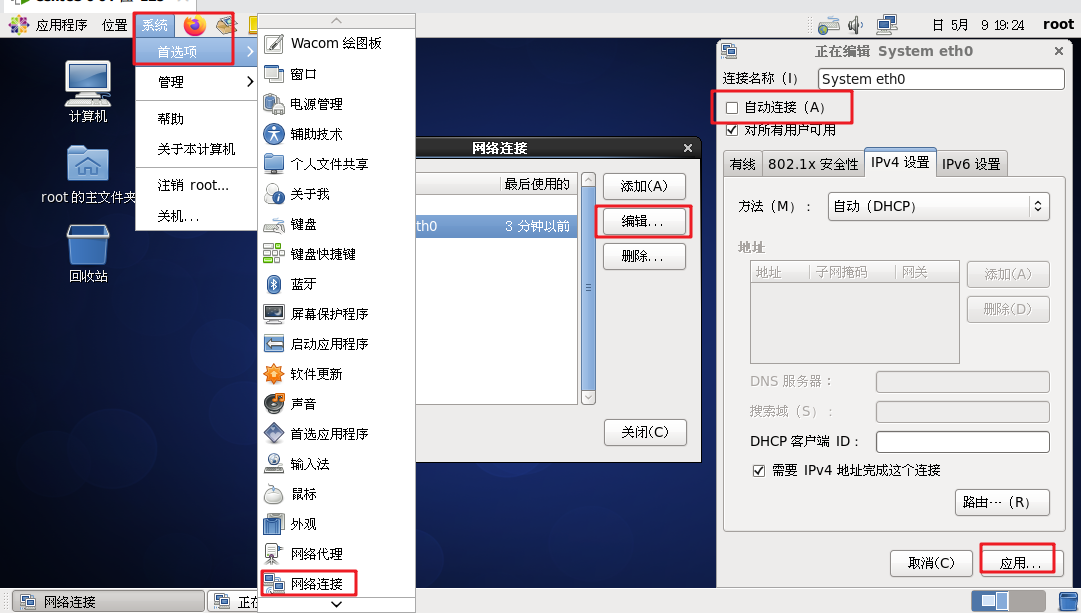 应用程序 位置 系统
日 5月 9 19:24 root
首选项
管理
帮助
关于本计算机
注销 root...
关机...
计算机
root 的主文件夹
回收站
Wacom 绘图板
窗口
电源管理
辅助技术
个人文件共享
关于我
键盘
键盘快捷键
蓝牙
屏幕保护程序
启动应用程序
软件更新
声音
首选应用程序
输入法
鼠标
外观
网络代理
网络连接
网络连接
最后使用的
th0
3 分钟以前
添加(A)
编辑...
删除...
关闭(C)
正在编辑 System eth0
连接名称（I） System eth0
自动连接（A）
对所有用户可用
有线 802.1x 安全性 IPv4 设置 IPv6 设置
方法（M）： 自动（DHCP）
地址
地址 子网掩码 网关
添加(A)
删除(D)
DNS 服务器：
搜索域（S）：
DHCP 客户端 ID：
需要 IPv4 地址完成这个连接
路由…（R）
取消(C) 应用...
网络连接
正在